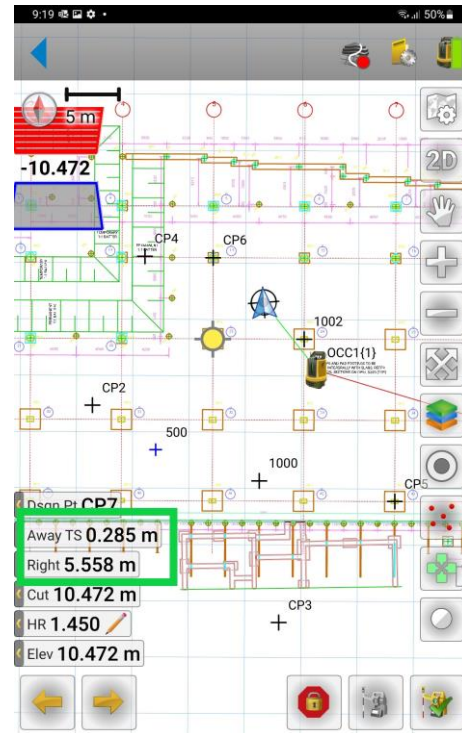 9:19
50%
5 m
-10.472
2D
CP4
CP6
1002
OCC1{1}
CP2
500
1000
CP5
Dsgn Pt CP7
Away TS 0.285 m
Right 5.558 m
Cut 10.472 m
CP3
HR 1.450
Elev 10.472 m